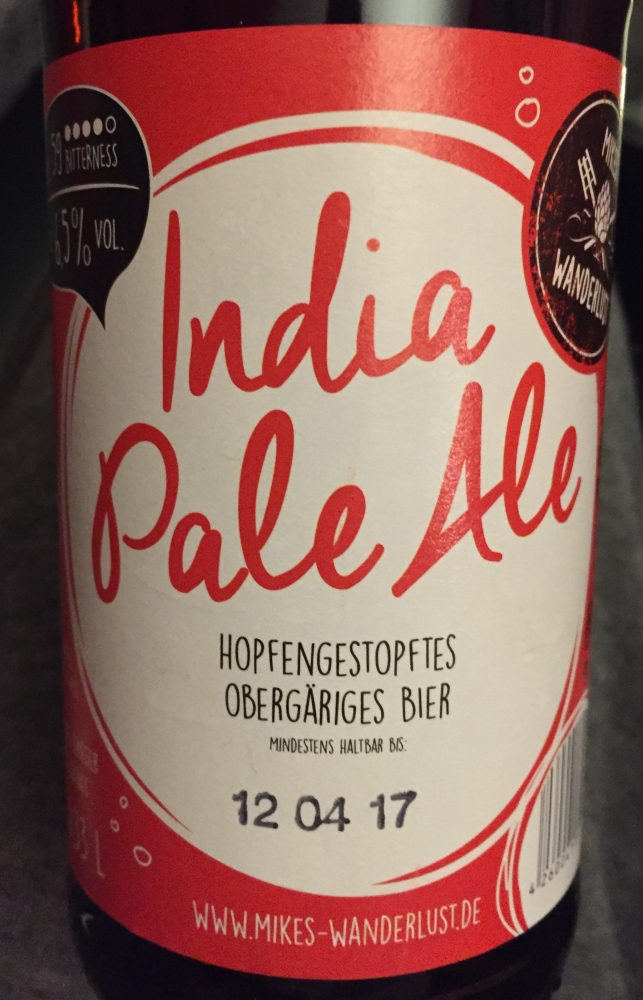 59
BITTERNESS
6,5% VOL.
WANDERLUST
India
Pale Ale
HOPFENGESTOPFTES
OBERGÄRIGES BIER
MINDESTENS HALTBAR BIS:
12 04 17
WWW.MIKES-WANDERLUST.DE